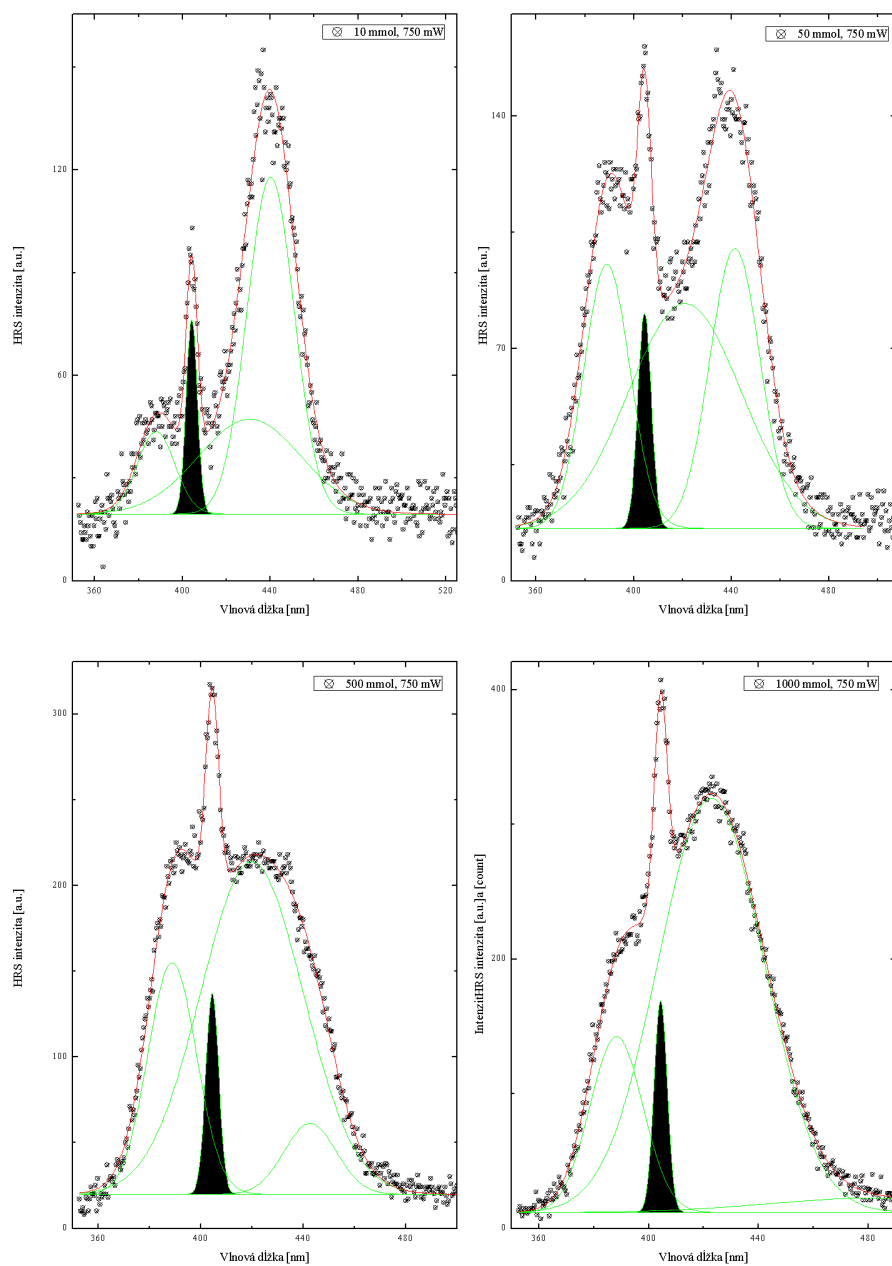 10 mmol, 750 mW
HRS intenzita [a.u.]
120
60
0
360
400
440
480
520
Vlnová dĺžka [nm]
50 mmol, 750 mW
HRS intenzita [a.u.]
140
70
0
360
400
440
480
Vlnová dĺžka [nm]
500 mmol, 750 mW
HRS intenzita [a.u.]
300
200
100
0
360
400
440
480
Vlnová dĺžka [nm]
1000 mmol, 750 mW
IntenzitHRS intenzita [a.u.]a [count]
400
200
0
360
400
440
480
Vlnová dĺžka [nm]